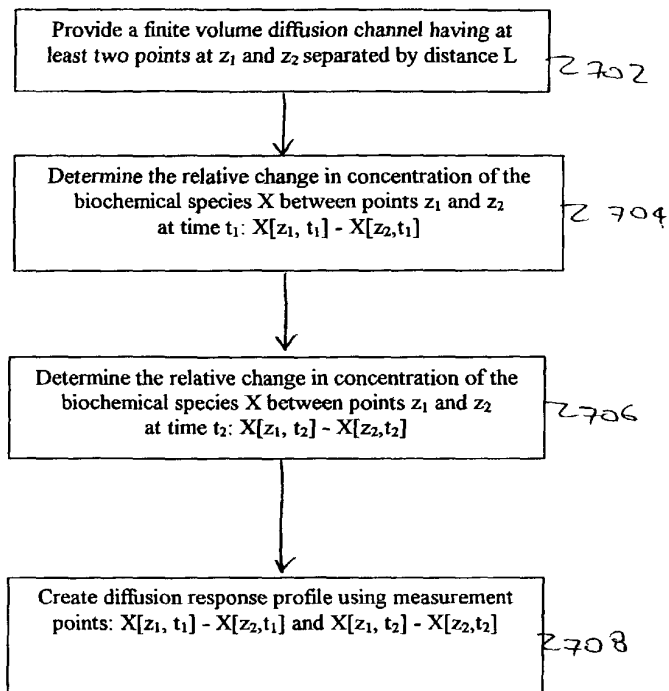 Provide a finite volume diffusion channel having at
least two points at z₁ and z₂ separated by distance L
2702
Determine the relative change in concentration of the
biochemical species X between points z₁ and z₂
at time t₁: X[z₁, t₁] - X[z₂,t₁]
2704
Determine the relative change in concentration of the
biochemical species X between points z₁ and z₂
at time t₂: X[z₁, t₂] - X[z₂,t₂]
2706
Create diffusion response profile using measurement
points: X[z₁, t₁] - X[z₂,t₁] and X[z₁, t₂] - X[z₂,t₂]
2708